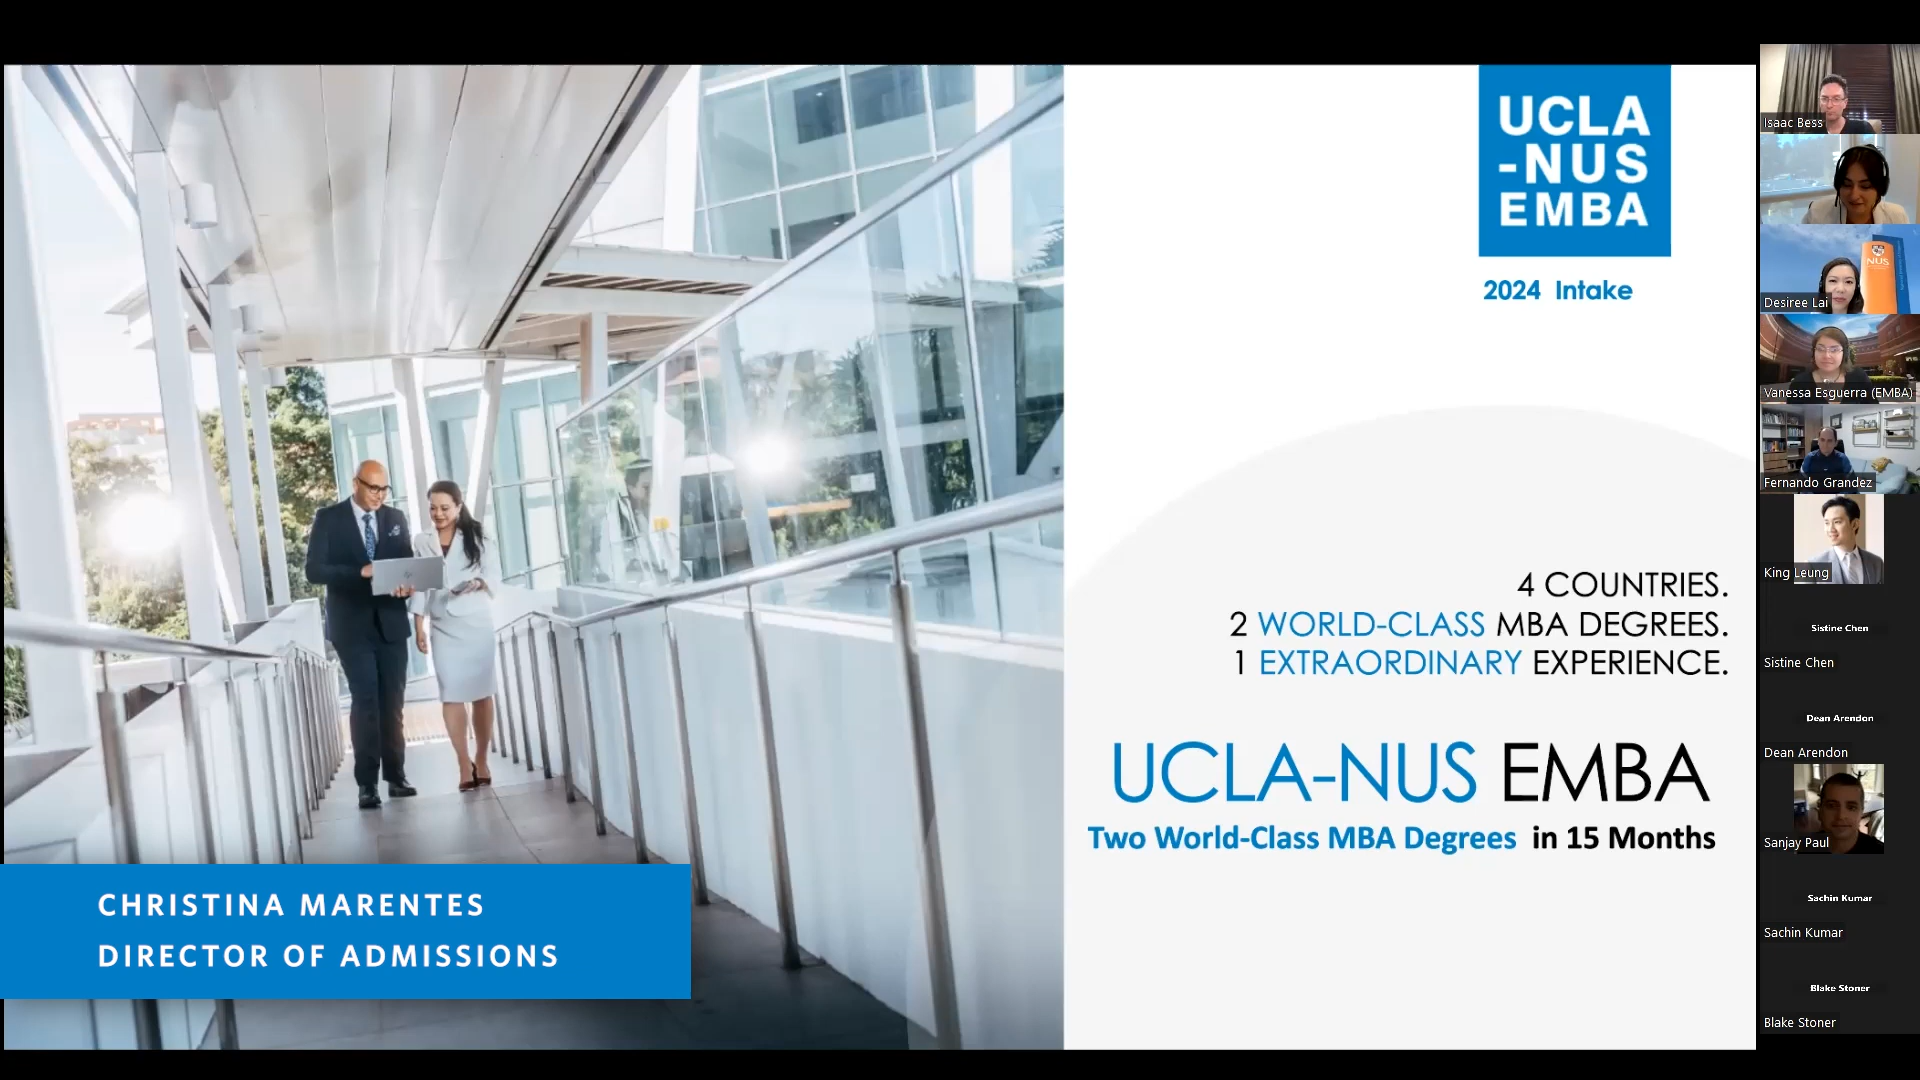 UCLA
-NUS
EMBA
2024 Intake
4 COUNTRIES.
2 WORLD-CLASS MBA DEGREES.
1 EXTRAORDINARY EXPERIENCE.
UCLA-NUS EMBA
Two World-Class MBA Degrees in 15 Months
CHRISTINA MARENTES
DIRECTOR OF ADMISSIONS
Isaac Bess
NUS
Desiree Lai
Vanessa Esguerra (EMBA)
Fernando Grandez
King Leung
Sistine Chen
Sistine Chen
Dean Arendon
Dean Arendon
Sanjay Paul
Sachin Kumar
Sachin Kumar
Blake Stoner
Blake Stoner